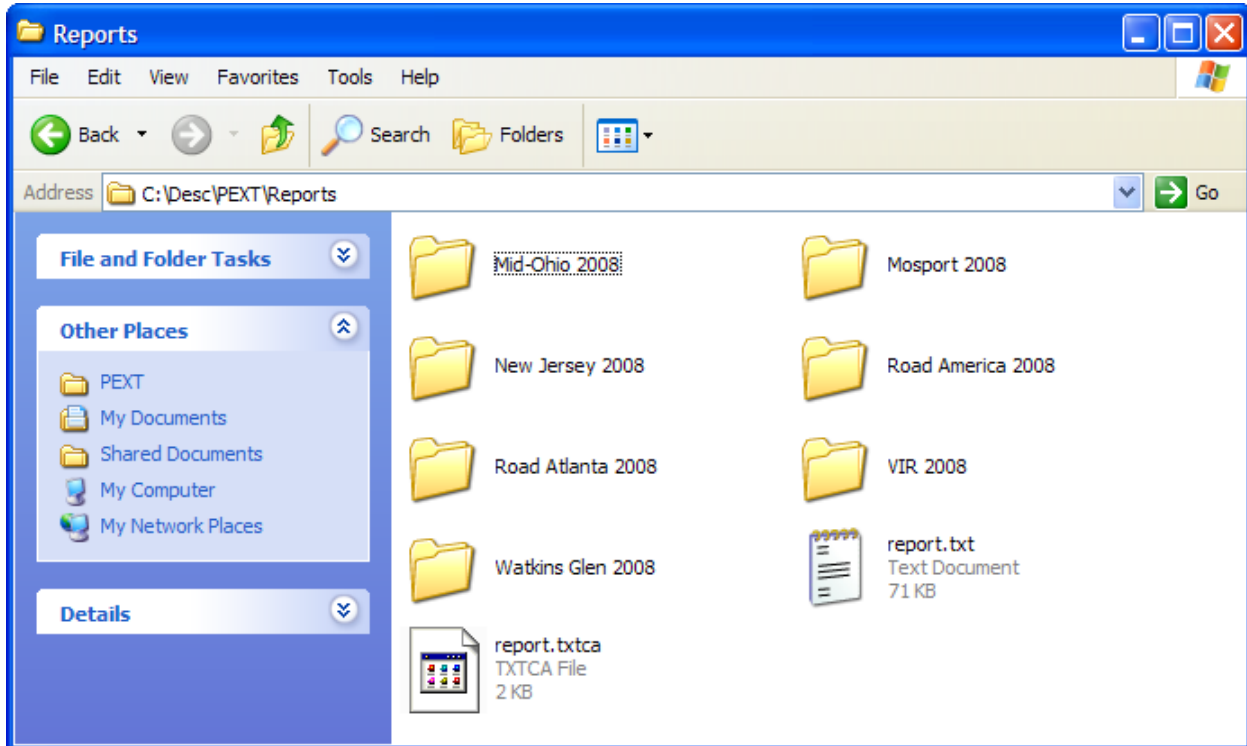 Reports
File Edit View Favorites Tools Help
Back Search Folders
Address C:\Desc\PEXT\Reports Go
File and Folder Tasks
Other Places
PEXT
My Documents
Shared Documents
My Computer
My Network Places
Details
Mid-Ohio 2008
Mosport 2008
New Jersey 2008
Road America 2008
Road Atlanta 2008
VIR 2008
Watkins Glen 2008
report.txt
Text Document
71 KB
report.txtca
TXTCA File
2 KB